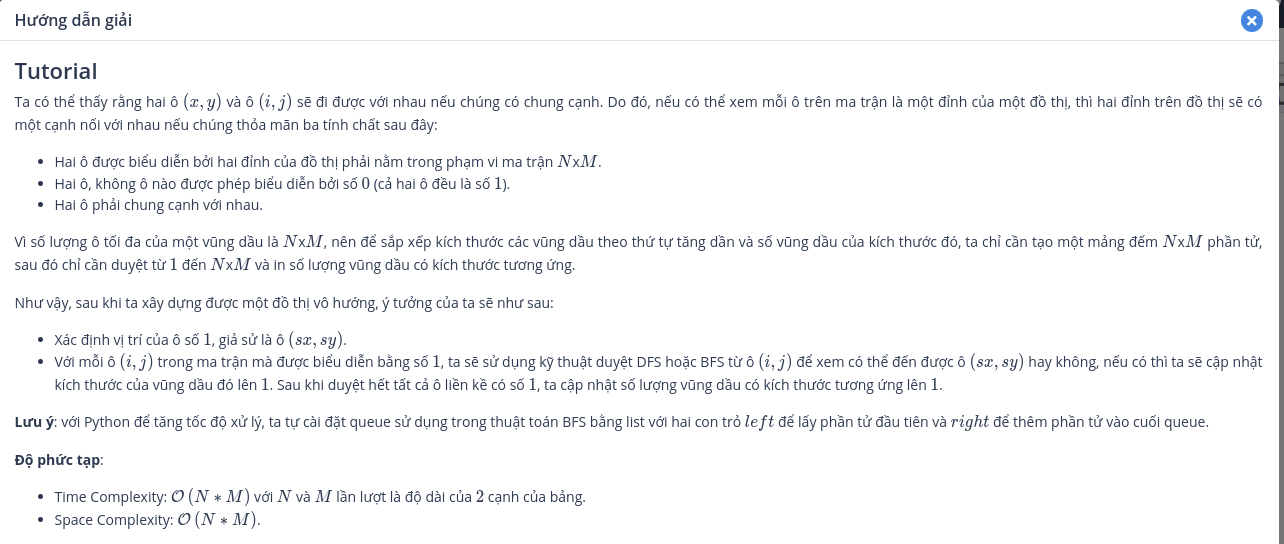 Hướng dẫn giải
Tutorial
Ta có thể thấy rằng hai ô (x, y) và ô (i, j) sẽ đi được với nhau nếu chúng có chung cạnh. Do đó, nếu có thể xem mỗi ô trên ma trận là một đỉnh của một đồ thị, thì hai đỉnh trên đồ thị sẽ có
một cạnh nối với nhau nếu chúng thỏa mãn ba tính chất sau đây:
• Hai ô được biểu diễn bởi hai đỉnh của đồ thị phải nằm trong phạm vi ma trận NxM.
• Hai ô, không ô nào được phép biểu diễn bởi số 0 (cả hai ô đều là số 1).
• Hai ô phải chung cạnh với nhau.
Vì số lượng ô tối đa của một vũng dầu là NxM, nên để sắp xếp kích thước các vũng dầu theo thứ tự tăng dần và số vũng dầu của kích thước đó, ta chỉ cần tạo một mảng đếm NxM phần tử,
sau đó chỉ cần duyệt từ 1 đến NxM và in số lượng vũng dầu có kích thước tương ứng.
Như vậy, sau khi ta xây dựng được một đồ thị vô hướng, ý tưởng của ta sẽ như sau:
• Xác định vị trí của ô số 1, giả sử là ô (sx, sy).
• Với mỗi ô (i, j) trong ma trận mà được biểu diễn bằng số 1, ta sẽ sử dụng kỹ thuật duyệt DFS hoặc BFS từ ô (i, j) để xem có thể đến được ô (sx, sy) hay không, nếu có thì ta sẽ cập nhật
kích thước của vũng dầu đó lên 1. Sau khi duyệt hết tất cả ô liền kề có số 1, ta cập nhật số lượng vũng dầu có kích thước tương ứng lên 1.
Lưu ý: với Python để tăng tốc độ xử lý, ta tự cài đặt queue sử dụng trong thuật toán BFS bằng list với hai con trỏ left để lấy phần tử đầu tiên và right để thêm phần tử vào cuối queue.
Độ phức tạp:
• Time Complexity: O (N ∗ M) với N và M lần lượt là độ dài của 2 cạnh của bảng.
• Space Complexity: O (N ∗ M).